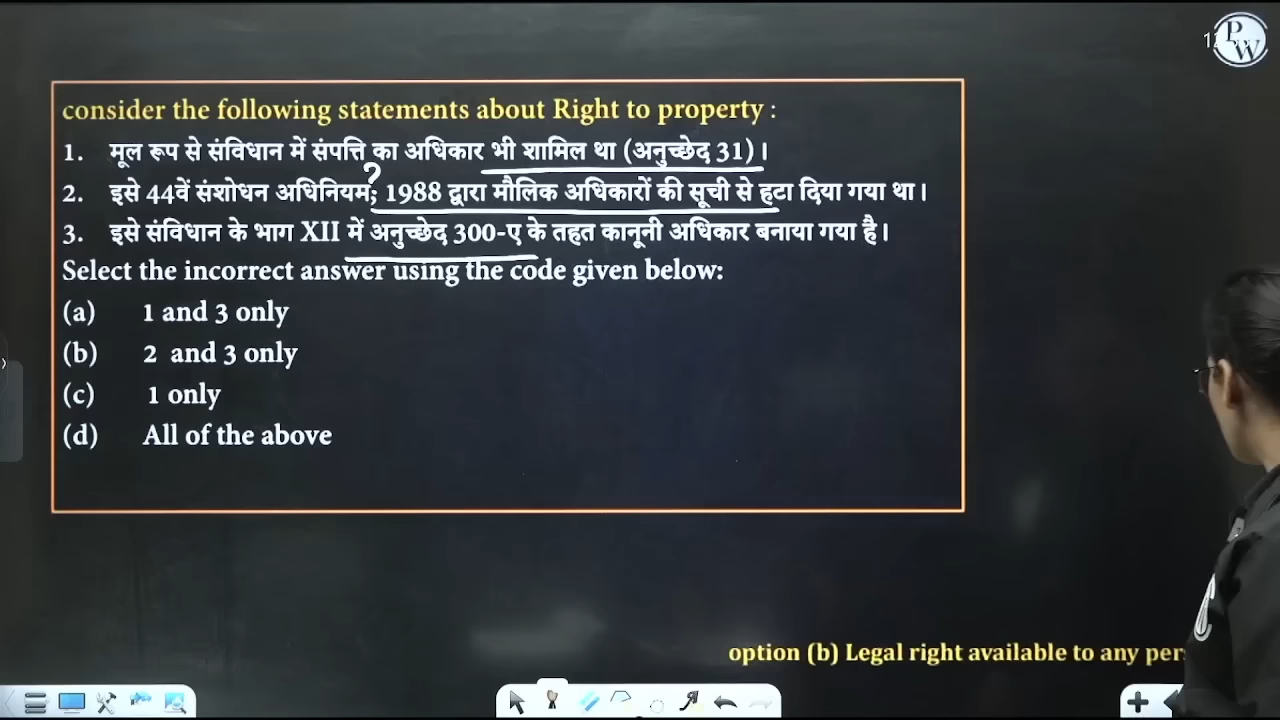 PW
consider the following statements about Right to property :
1. मूल रूप से संविधान में संपत्ति का अधिकार भी शामिल था (अनुच्छेद 31)।
?
2. इसे 44वें संशोधन अधिनियम; 1988 द्वारा मौलिक अधिकारों की सूची से हटा दिया गया था।
3. इसे संविधान के भाग XII में अनुच्छेद 300-ए के तहत कानूनी अधिकार बनाया गया है।
Select the incorrect answer using the code given below:
(a) 1 and 3 only
(b) 2 and 3 only
(c) 1 only
(d) All of the above
option (b) Legal right available to any